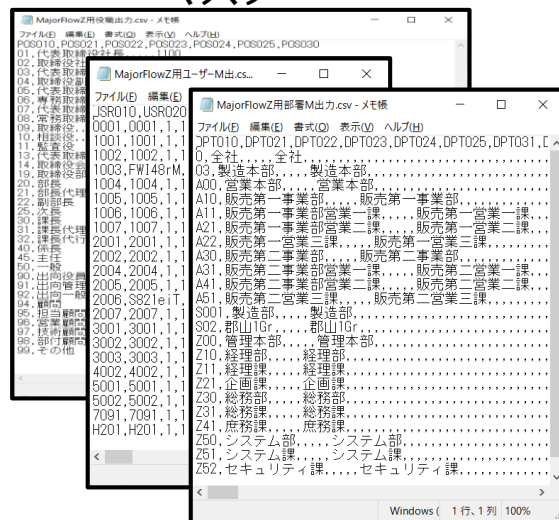 MajorFlowZ用役職出力.csv - メモ帳
ファイル(F) 編集(E) 書式(O) 表示(V) ヘルプ(H)
POS010,POS021,POS022,POS023,POS024,POS025,POS030
01,代表取締役社長,,,,,1100
02,取締役社
03,代表取締
04,取締役副
05,代表取締
06,専務取締
07,代表取締
08,常務取締
09,取締役,,
10,相談役,,
11,監査役
13,代表取締
14,取締役会
19,取締役部
20,部長
21,部長代理
22,副部長
25,次長
30,課長
31,課長代理
32,課長代行
40,係長
45,主任
50,一般
90,出向役員
91,出向管理
92,出向一般
94,顧問
95,担当顧問
96,営業顧問
97,技術顧問
98,部付顧問
99,その他
MajorFlowZ用ユーザーM出.cs...
ファイル(F) 編集(E)
USR010,USR020
0001,0001,1,1
1001,1001,1,1
1002,1002,1,1
1003,FWI48rM,
1004,1004,1,1
1005,1005,1,1
1006,1006,1,1
1007,1007,1,1
2001,2001,1,1
2002,2002,1,1
2004,2004,1,1
2005,2005,1,1
2006,S821eiT,
2007,2007,1,1
3001,3001,1,1
3002,3002,1,1
3003,3003,1,1
4002,4002,1,1
5001,5001,1,1
5002,5002,1,1
7091,7091,1,1
H201,H201,1,1
MajorFlowZ用部署M出力.csv - メモ帳
ファイル(F) 編集(E) 書式(O) 表示(V) ヘルプ(H)
DPT010,DPT021,DPT022,DPT023,DPT024,DPT025,DPT031,D
0,全社,,,,,全社
03,製造本部,,,,,製造本部
A00,営業本部,,,,,営業本部
A10,販売第一事業部,,,,,販売第一事業部
A11,販売第一事業部営業一課,,,,,販売第一営業一課,
A21,販売第一事業部営業二課,,,,,販売第一営業二課,
A22,販売第一営業三課,,,,,販売第一営業三課
A30,販売第二事業部,,,,,販売第二事業部
A31,販売第二事業部営業一課,,,,,販売第二営業一課,
A41,販売第二事業部営業二課,,,,,販売第二営業二課,
A51,販売第二営業三課,,,,,販売第二営業三課
S001,製造部,,,,,製造部
S02,郡山1Gr,,,,,郡山1Gr
Z00,管理本部,,,,,管理本部
Z10,経理部,,,,,経理部
Z11,経理課,,,,,経理課
Z21,企画課,,,,,企画課
Z30,総務部,,,,,総務部
Z31,総務課,,,,,総務課
Z41,庶務課,,,,,庶務課
Z50,システム部,,,,,システム部
Z51,システム課,,,,,システム課
Z52,セキュリティ課,,,,,セキュリティ課
Windows (
1 行、1 列
100%